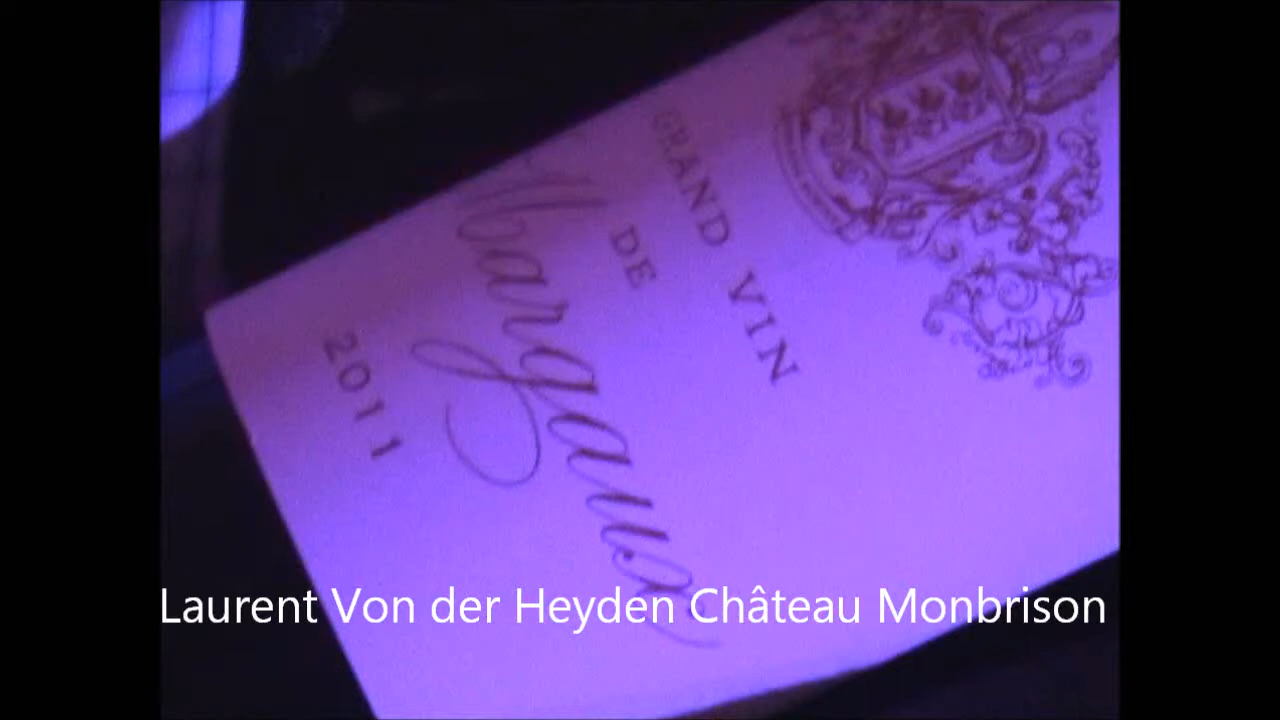 GRAND VIN
DE
Margaux
2011
Laurent Von der Heyden Château Monbrison